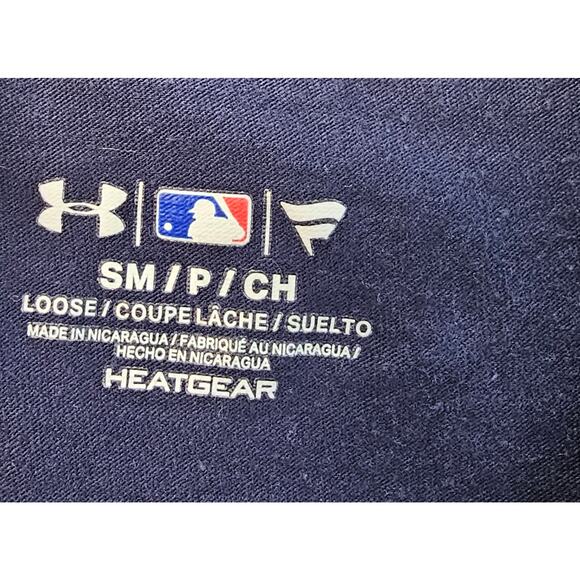 SM / P / CH
LOOSE / COUPE LÂCHE / SUELTO
MADE IN NICARAGUA / FABRIQUÉ AU NICARAGUA /
HECHO EN NICARAGUA
HEATGEAR